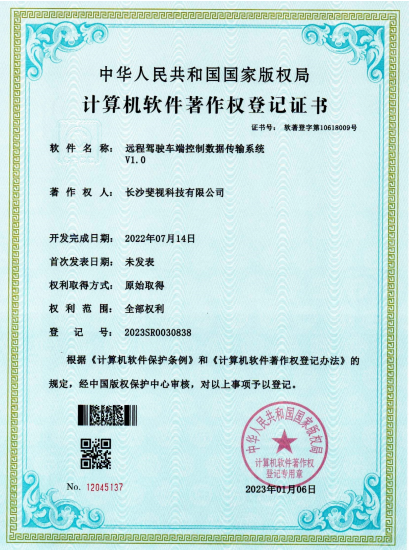 中华人民共和国国家版权局
计算机软件著作权登记证书
证书号： 软著登字第10618009号
软件名称： 远程驾驶车端控制数据传输系统
V1.0
著作权人： 长沙斐视科技有限公司
开发完成日期： 2022年07月14日
首次发表日期： 未发表
权利取得方式： 原始取得
权利范围： 全部权利
登记号： 2023SR0030838
根据《计算机软件保护条例》和《计算机软件著作权登记办法》的
规定，经中国版权保护中心审核，对以上事项予以登记。
中华人民共和国国家版权局
计算机软件著作权
登记专用章
No. 12045137
2023年01月06日